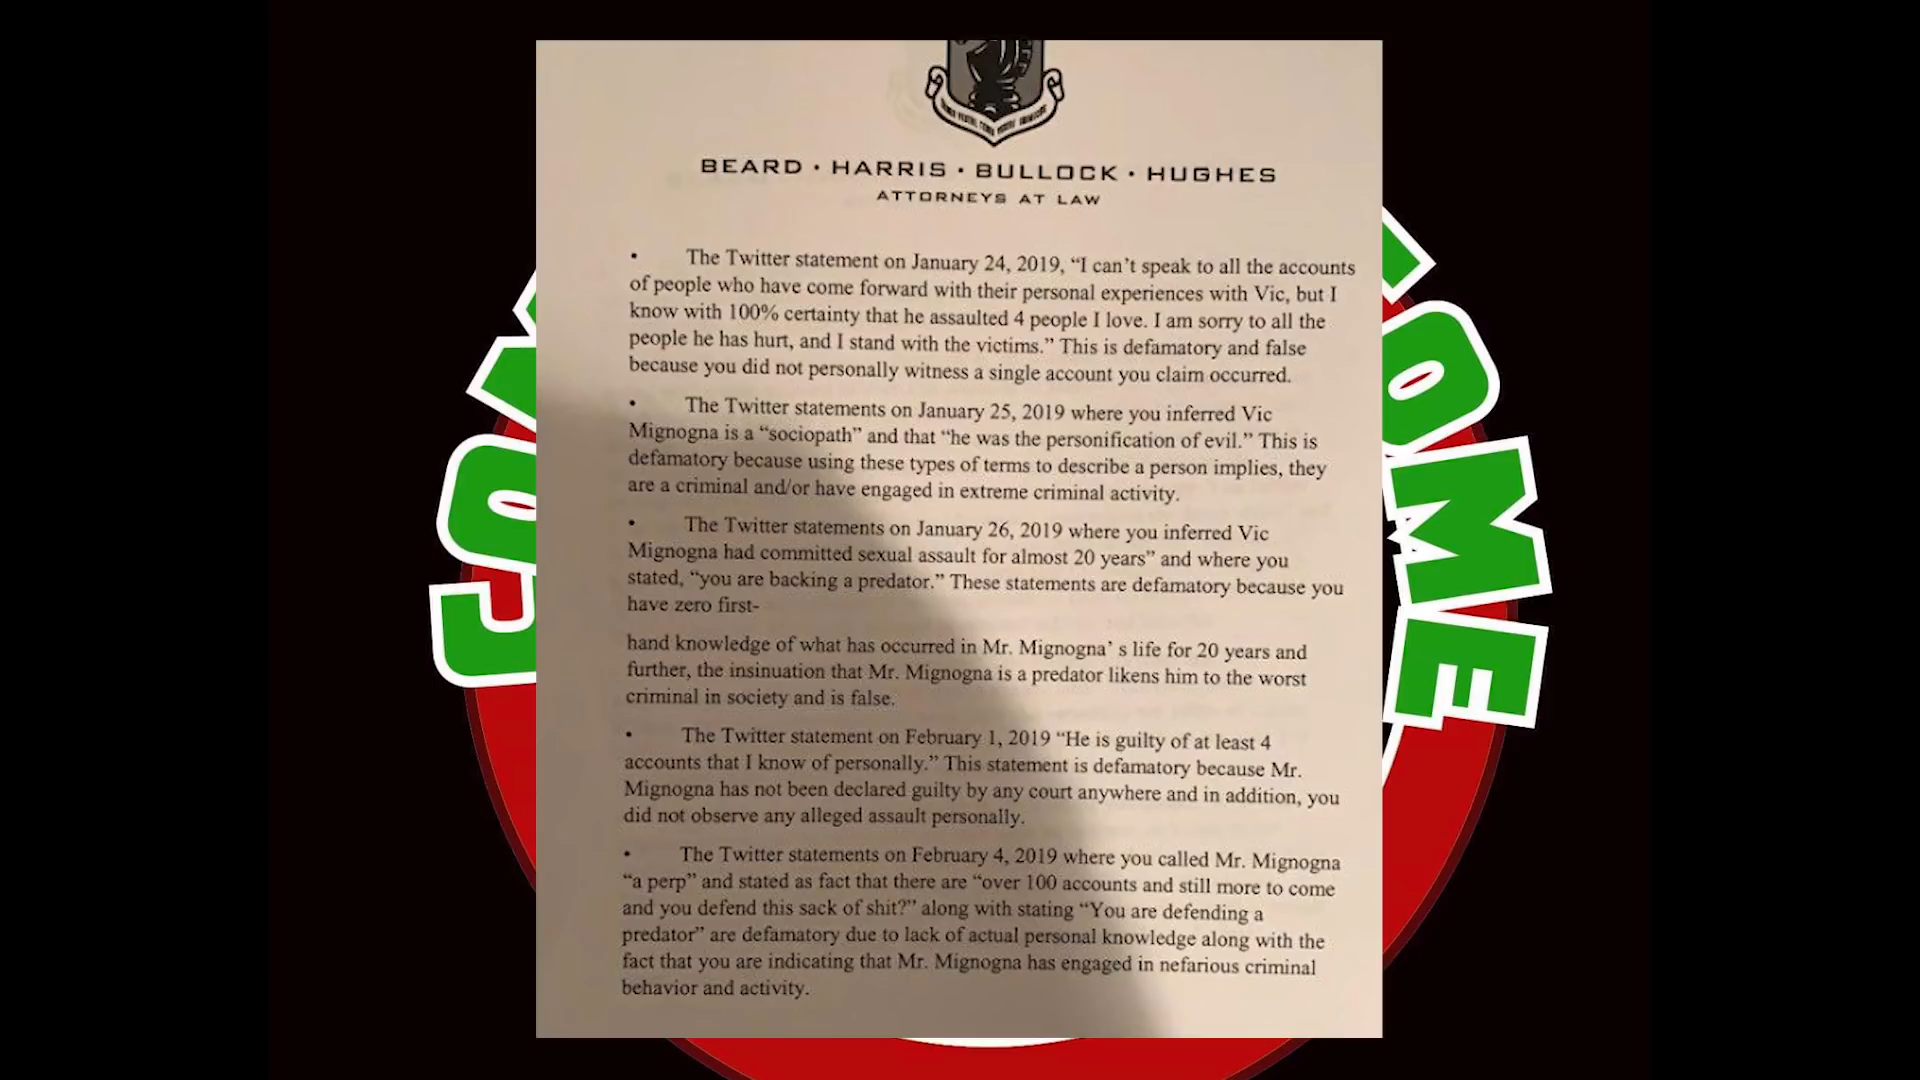 BEARD · HARRIS · BULLOCK · HUGHES
ATTORNEYS AT LAW
• The Twitter statement on January 24, 2019, “I can’t speak to all the accounts
of people who have come forward with their personal experiences with Vic, but I
know with 100% certainty that he assaulted 4 people I love. I am sorry to all the
people he has hurt, and I stand with the victims.” This is defamatory and false
because you did not personally witness a single account you claim occurred.
• The Twitter statements on January 25, 2019 where you inferred Vic
Mignogna is a “sociopath” and that “he was the personification of evil.” This is
defamatory because using these types of terms to describe a person implies, they
are a criminal and/or have engaged in extreme criminal activity.
• The Twitter statements on January 26, 2019 where you inferred Vic
Mignogna had committed sexual assault for almost 20 years” and where you
stated, “you are backing a predator.” These statements are defamatory because you
have zero first-
hand knowledge of what has occurred in Mr. Mignogna’ s life for 20 years and
further, the insinuation that Mr. Mignogna is a predator likens him to the worst
criminal in society and is false.
• The Twitter statement on February 1, 2019 “He is guilty of at least 4
accounts that I know of personally.” This statement is defamatory because Mr.
Mignogna has not been declared guilty by any court anywhere and in addition, you
did not observe any alleged assault personally.
• The Twitter statements on February 4, 2019 where you called Mr. Mignogna
“a perp” and stated as fact that there are “over 100 accounts and still more to come
and you defend this sack of shit?” along with stating “You are defending a
predator” are defamatory due to lack of actual personal knowledge along with the
fact that you are indicating that Mr. Mignogna has engaged in nefarious criminal
behavior and activity.
OME